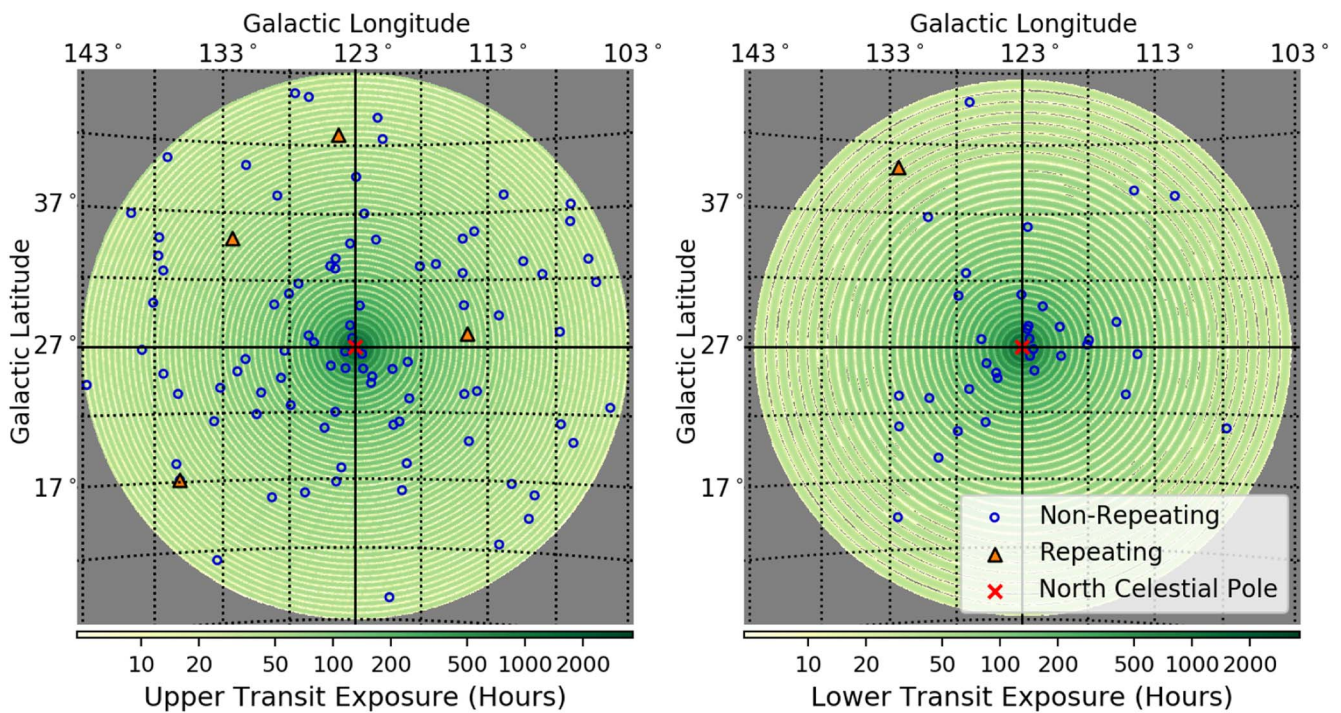 Galactic Longitude
143° 133° 123° 113° 103°
37°
27°
17°
Galactic Latitude
10 20 50 100 200 500 1000 2000
Upper Transit Exposure (Hours)
Galactic Longitude
143° 133° 123° 113° 103°
37°
27°
17°
Galactic Latitude
Non-Repeating
Repeating
North Celestial Pole
10 20 50 100 200 500 1000 2000
Lower Transit Exposure (Hours)